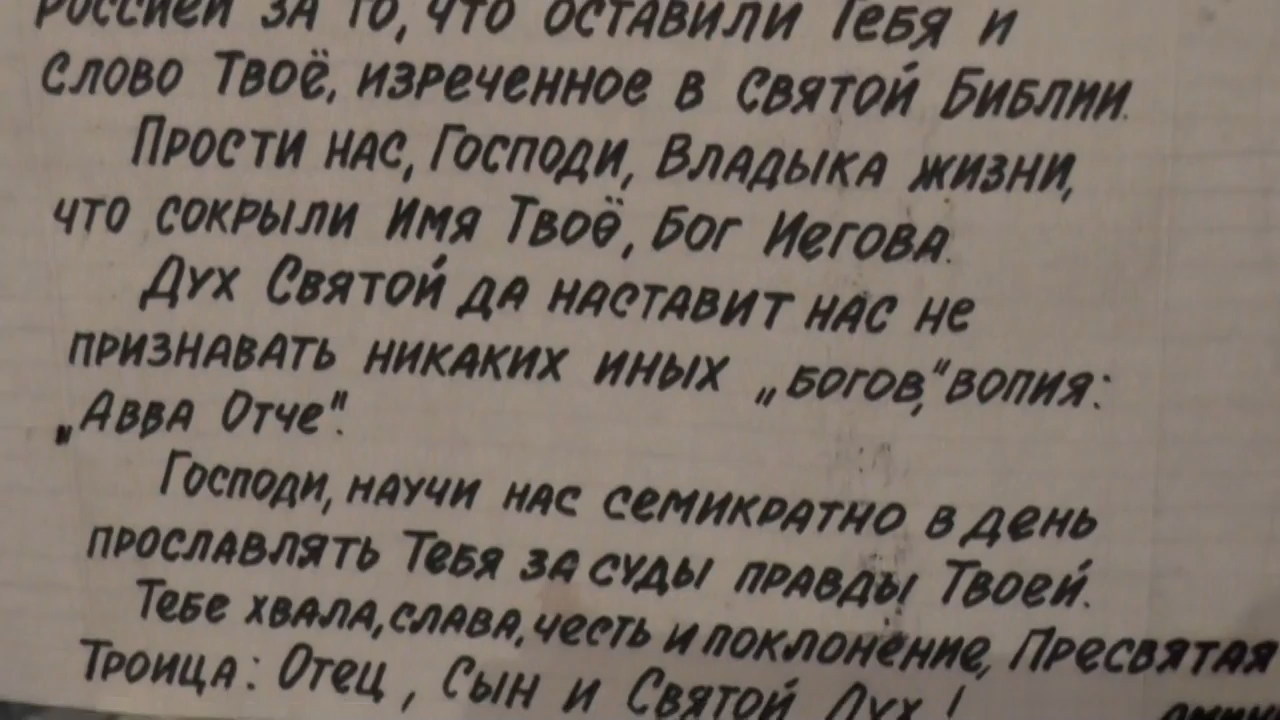 Россией за то, что оставили Тебя и
слово Твоё, изреченное в Святой Библии.
Прости нас, Господи, Владыка жизни,
что сокрыли Имя Твоё, Бог Иегова.
Дух Святой да наставит нас не
признавать никаких иных „богов,“ вопия:
„Авва Отче".
Господи, научи нас семикратно в день
прославлять Тебя за суды правды Твоей.
Тебе хвала, слава, честь и поклонение, Пресвятая
Троица: Отец, Сын и Святой Дух!